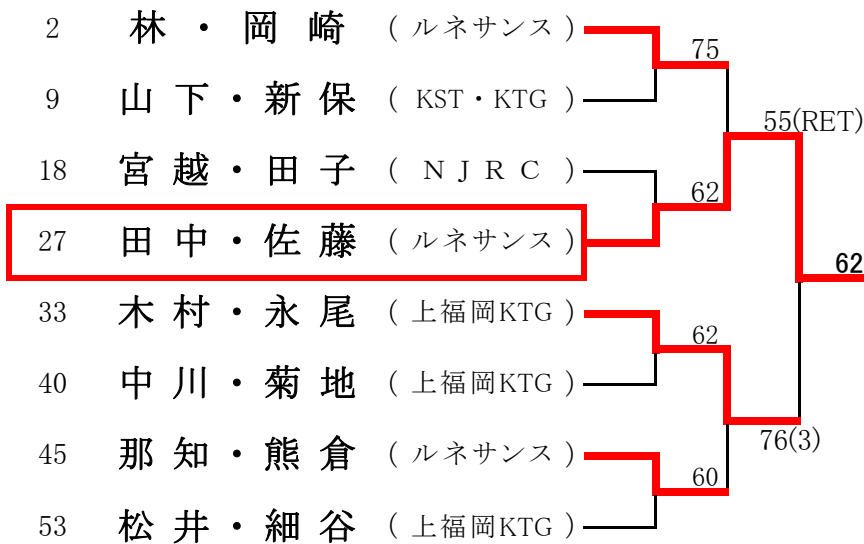 2 林・岡崎 (ルネサンス)
75
9 山下・新保 (KST・KTG)
55(RET)
18 宮越・田子 (NJRC)
62
27 田中・佐藤 (ルネサンス)
62
33 木村・永尾 (上福岡KTG)
62
40 中川・菊地 (上福岡KTG)
76(3)
45 那知・熊倉 (ルネサンス)
60
53 松井・細谷 (上福岡KTG)